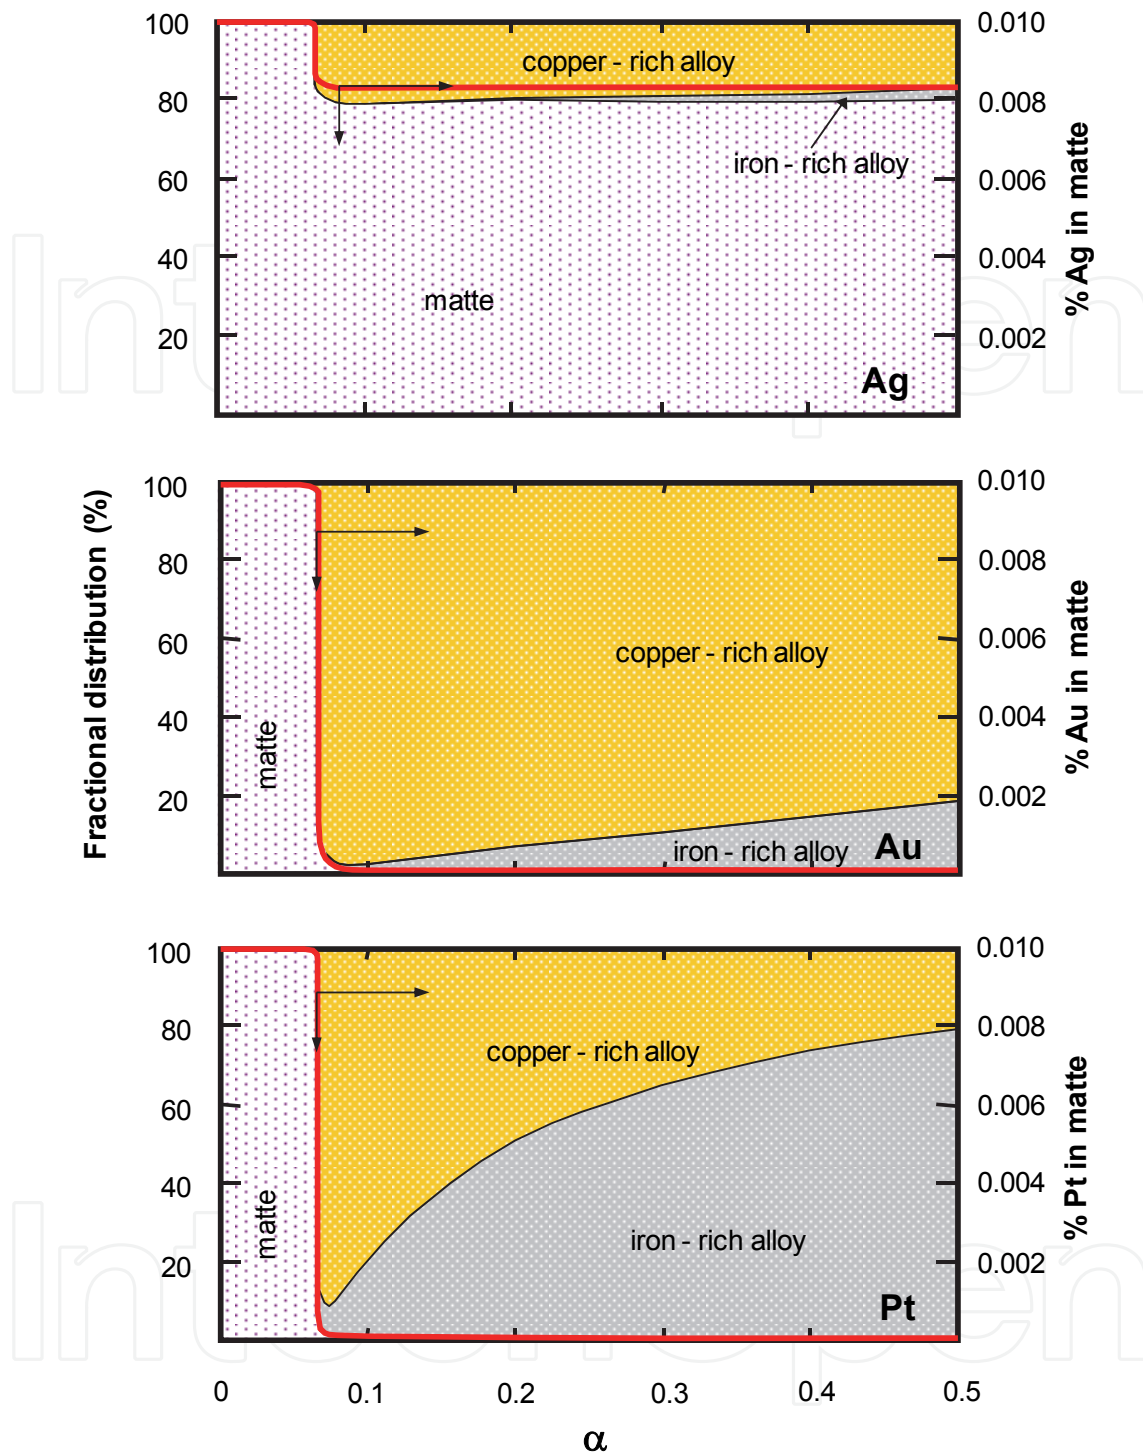 100
80
60
40
20
copper - rich alloy
iron - rich alloy
matte
Ag
0.010
0.008
0.006
0.004
0.002
% Ag in matte
Fractional distribution (%)
100
80
60
40
20
matte
copper - rich alloy
iron - rich alloy
Au
0.010
0.008
0.006
0.004
0.002
% Au in matte
100
80
60
40
20
matte
copper - rich alloy
iron - rich alloy
Pt
0.010
0.008
0.006
0.004
0.002
% Pt in matte
0 0.1 0.2 0.3 0.4 0.5
α